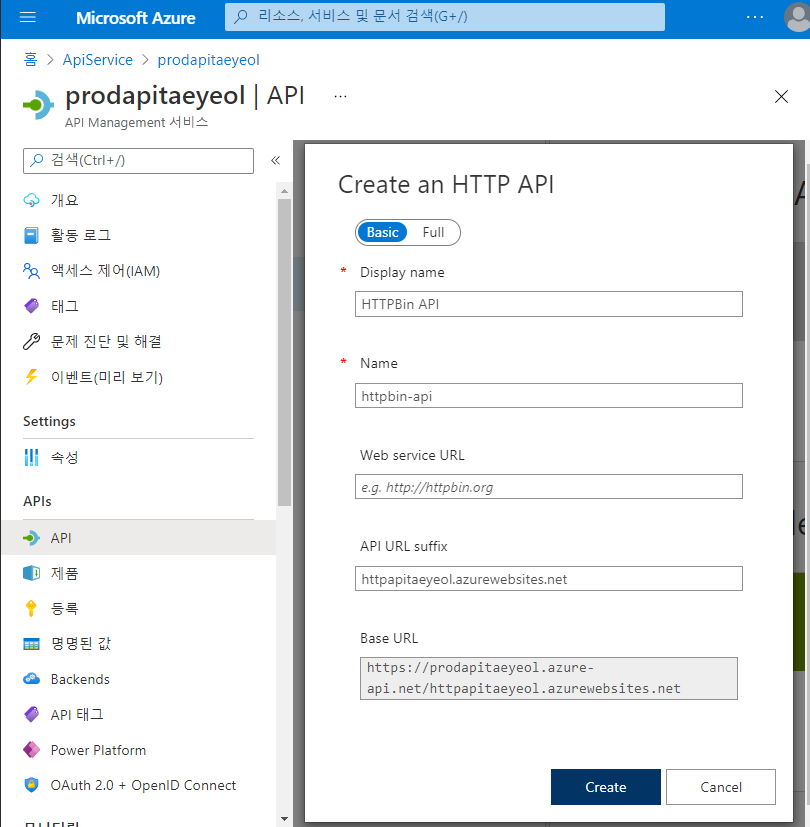 Microsoft Azure
리소스, 서비스 및 문서 검색(G+/)
홈 > ApiService > prodapitaeyeol
prodapitaeyeol | API
API Management 서비스
검색(Ctrl+/)
개요
활동 로그
액세스 제어(IAM)
태그
문제 진단 및 해결
이벤트(미리 보기)
Settings
속성
APIs
API
제품
등록
명명된 값
Backends
API 태그
Power Platform
OAuth 2.0 + OpenID Connect
Create an HTTP API
Basic Full
* Display name
HTTPBin API
* Name
httpbin-api
Web service URL
e.g. http://httpbin.org
API URL suffix
httpapitaeyeol.azurewebsites.net
Base URL
https://prodapitaeyeol.azure-
api.net/httpapitaeyeol.azurewebsites.net
Create Cancel